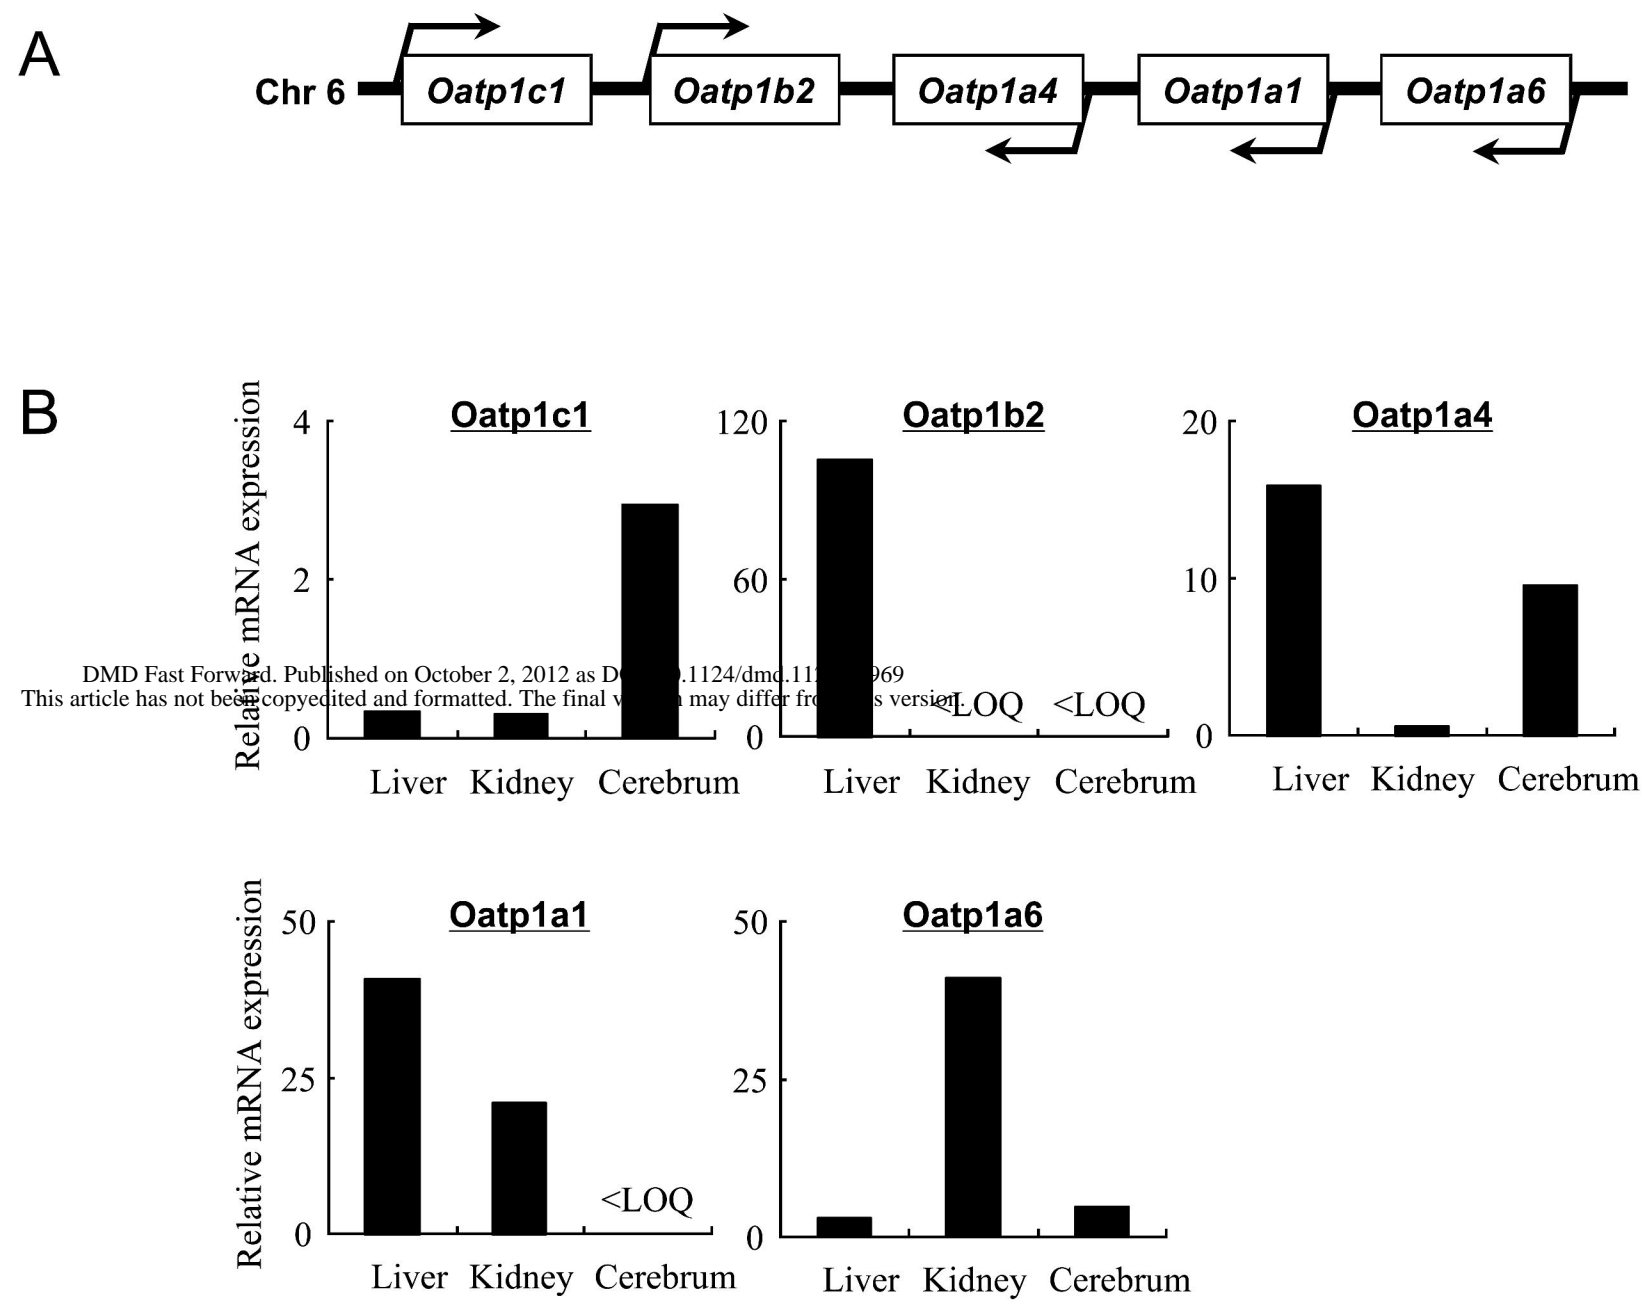 A
Chr 6 Oatp1c1 Oatp1b2 Oatp1a4 Oatp1a1 Oatp1a6
B
Relative mRNA expression
Oatp1c1
4
2
0
Liver Kidney Cerebrum
Oatp1b2
120
60
0
<LOQ <LOQ
Liver Kidney Cerebrum
Oatp1a4
20
10
0
Liver Kidney Cerebrum
DMD Fast Forward. Published on October 2, 2012 as
This article has not been copyedited and formatted. The final may differ version.
Relative mRNA expression
Oatp1a1
50
25
0
<LOQ
Liver Kidney Cerebrum
Oatp1a6
50
25
0
Liver Kidney Cerebrum